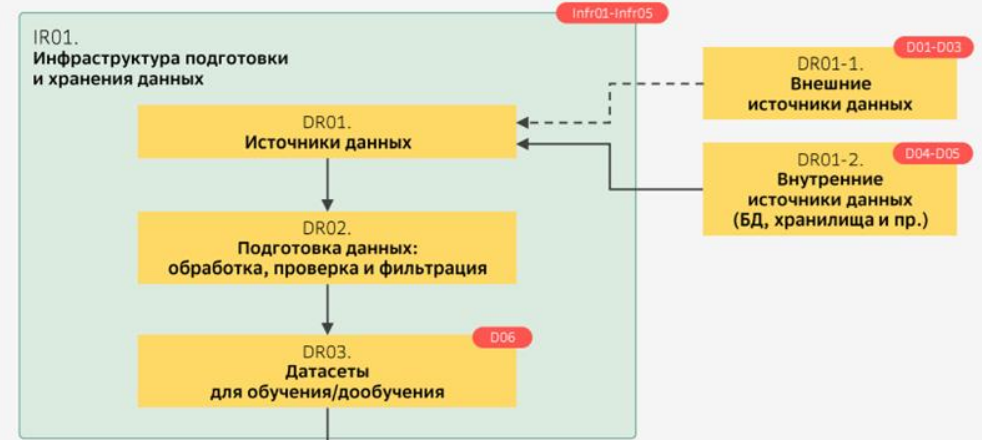 Infr01-Infr05
IR01.
Инфраструктура подготовки
и хранения данных
D01-D03
DR01-1.
Внешние
источники данных
DR01.
Источники данных
D04-D05
DR01-2.
Внутренние
источники данных
(БД, хранилища и пр.)
DR02.
Подготовка данных:
обработка, проверка и фильтрация
D06
DR03.
Датасеты
для обучения/дообучения